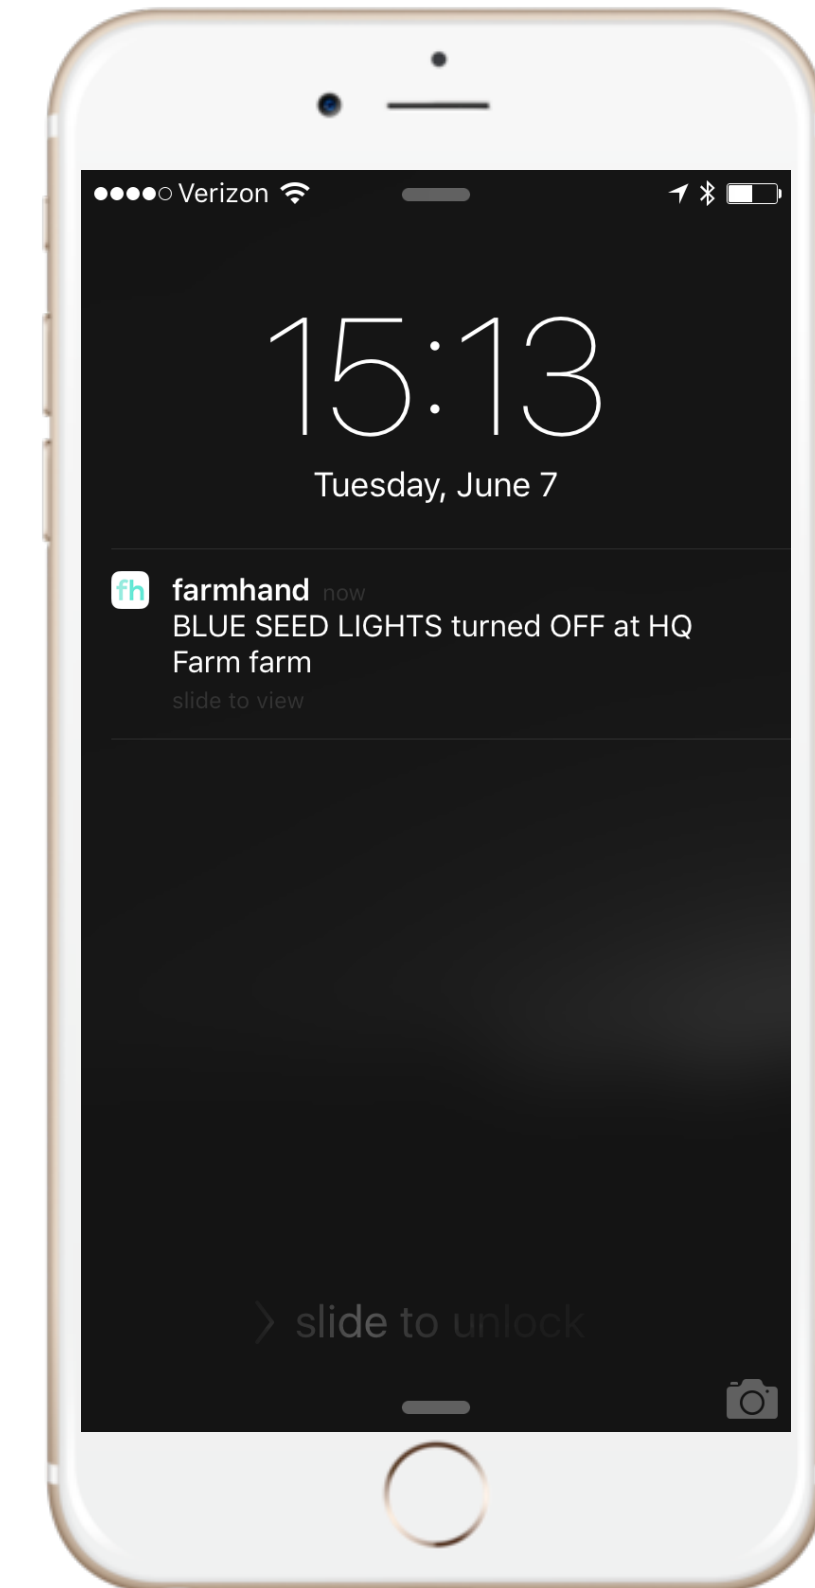 Verizon
15:13
Tuesday, June 7
fh farmhand now
BLUE SEED LIGHTS turned OFF at HQ
Farm farm
slide to view
slide to unlock